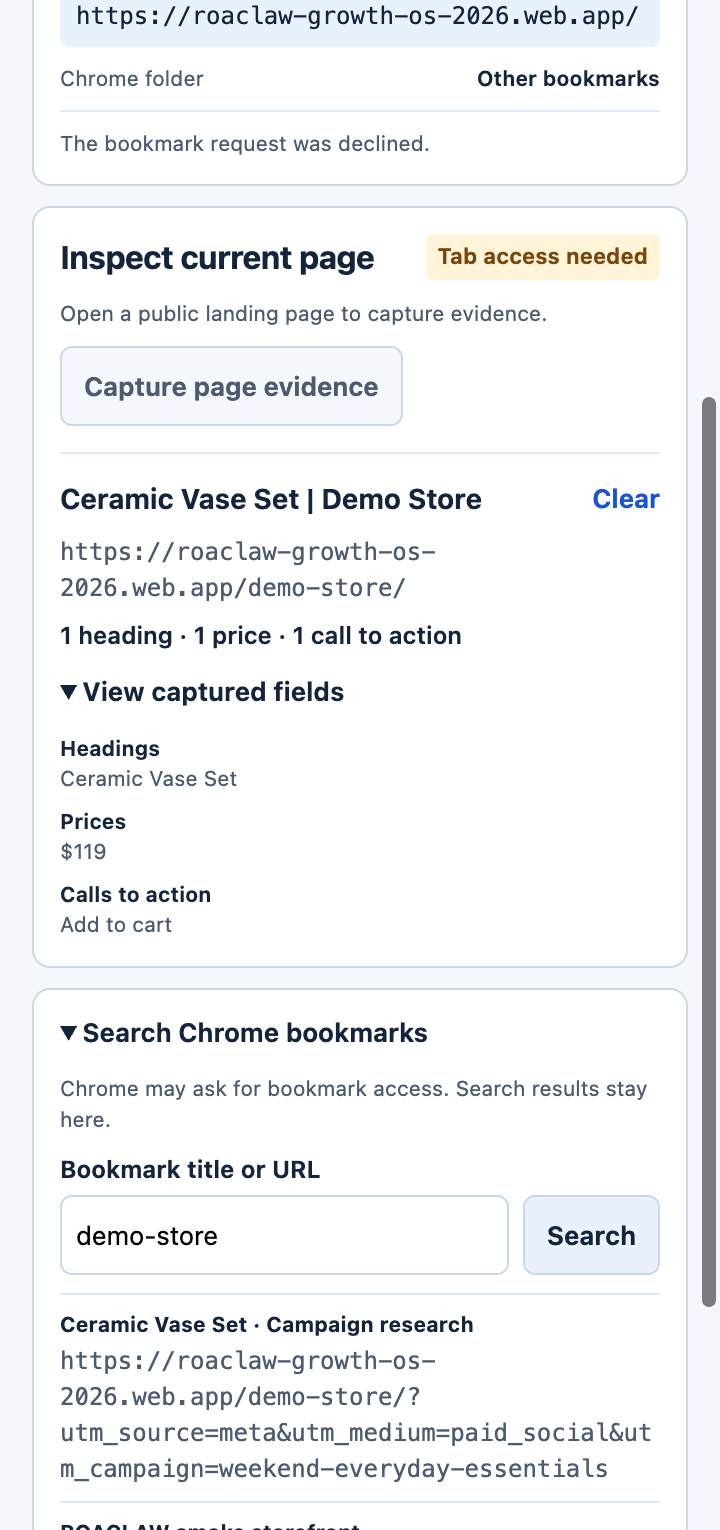 https://roaclaw-growth-os-2026.web.app/
Chrome folder
Other bookmarks
The bookmark request was declined.
Inspect current page
Tab access needed
Open a public landing page to capture evidence.
Capture page evidence
Ceramic Vase Set | Demo Store
Clear
https://roaclaw-growth-os-
2026.web.app/demo-store/
1 heading · 1 price · 1 call to action
▼ View captured fields
Headings
Ceramic Vase Set
Prices
$119
Calls to action
Add to cart
▼ Search Chrome bookmarks
Chrome may ask for bookmark access. Search results stay
here.
Bookmark title or URL
demo-store
Search
Ceramic Vase Set · Campaign research
https://roaclaw-growth-os-
2026.web.app/demo-store/?
utm_source=meta&utm_medium=paid_social&ut
m_campaign=weekend-everyday-essentials
ROACLAW smoke storefront